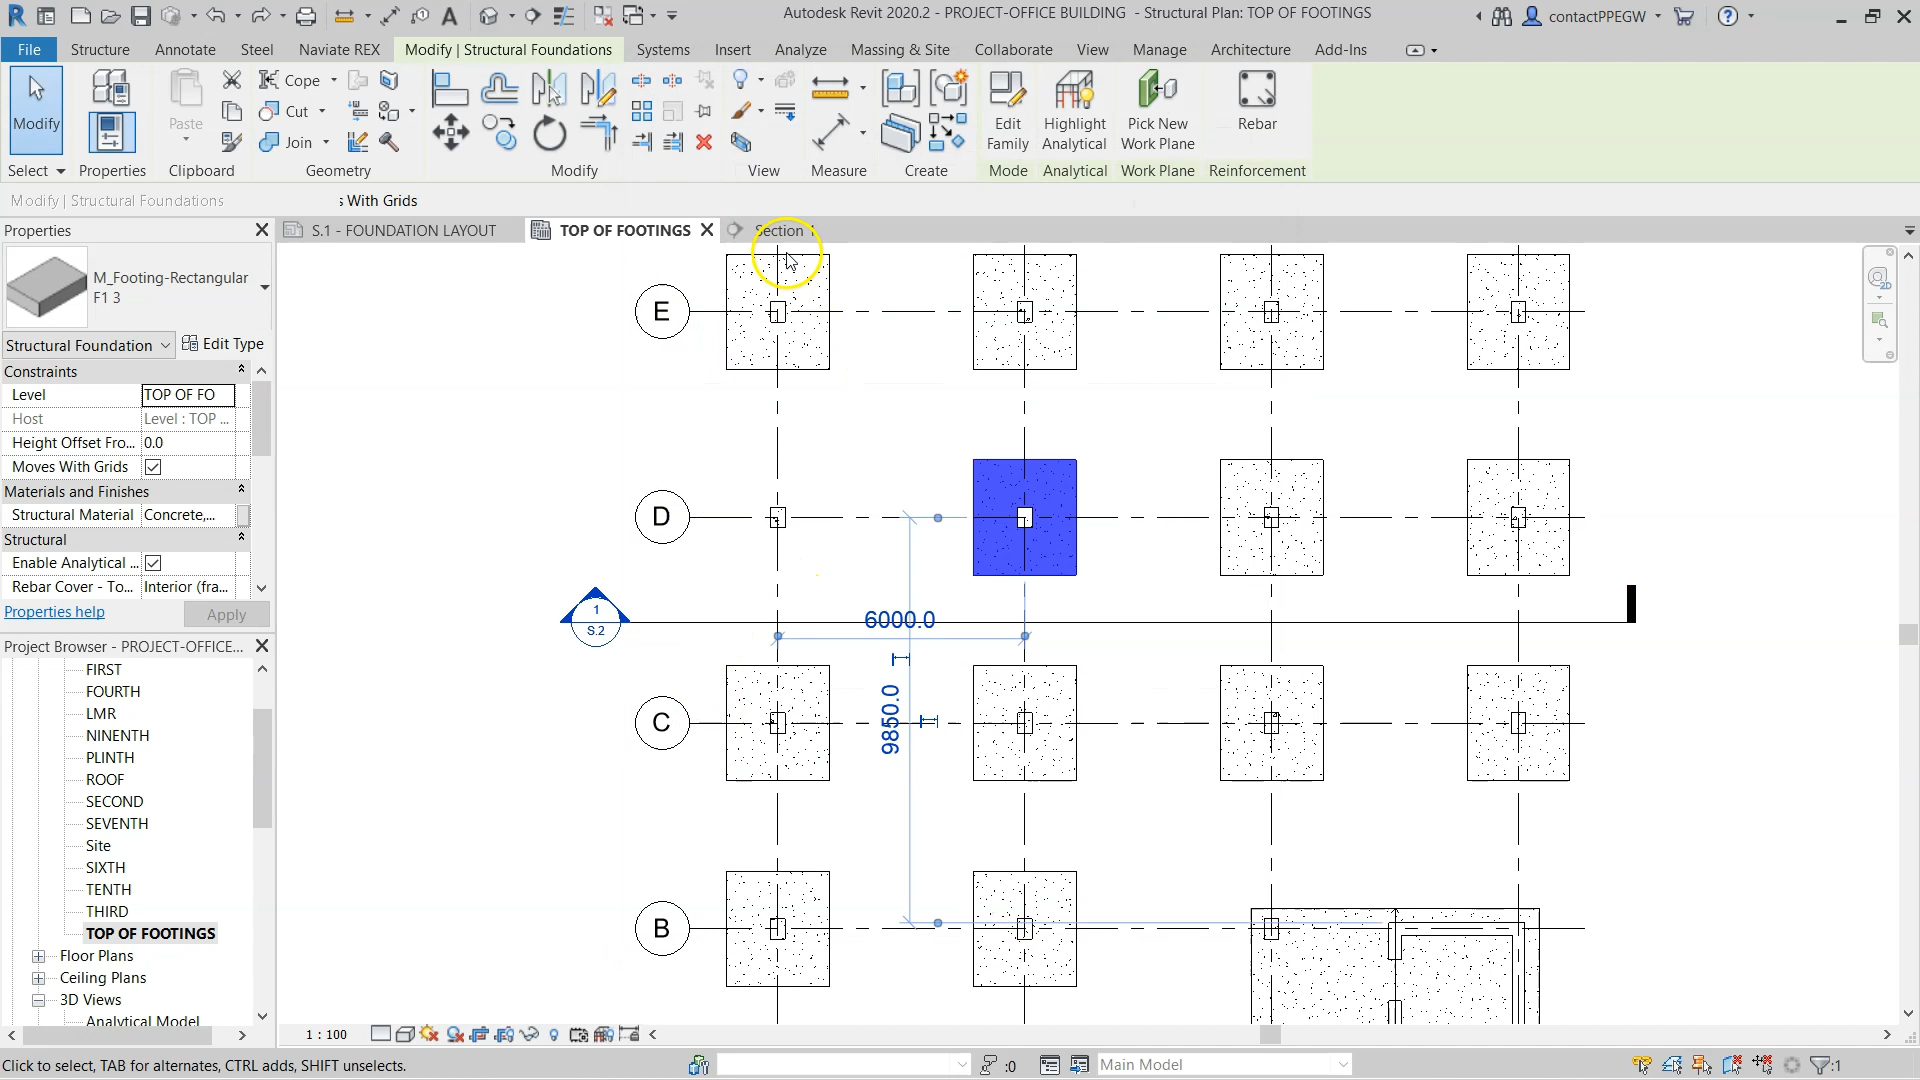 Autodesk Revit 2020.2 - PROJECT-OFFICE BUILDING - Structural Plan: TOP OF FOOTINGS
contactPPEGW
File Structure Annotate Steel Naviate REX Modify | Structural Foundations Systems Insert Analyze Massing & Site Collaborate View Manage Architecture Add-Ins
Modify
Paste
Cope
Cut
Join
Edit Family
Highlight Analytical
Pick New Work Plane
Rebar
Select Properties Clipboard Geometry Modify View Measure Create Mode Analytical Work Plane Reinforcement
Modify | Structural Foundations
With Grids
Properties
S.1 - FOUNDATION LAYOUT
TOP OF FOOTINGS
Section 1
M_Footing-Rectangular
F1 3
Structural Foundation
Edit Type
Constraints
Level TOP OF FO
Host Level : TOP ...
Height Offset Fro... 0.0
Moves With Grids
Materials and Finishes
Structural Material Concrete,...
Structural
Enable Analytical ...
Rebar Cover - To... Interior (fra...
Properties help
Apply
Project Browser - PROJECT-OFFICE...
FIRST
FOURTH
LMR
NINENTH
PLINTH
ROOF
SECOND
SEVENTH
Site
SIXTH
TENTH
THIRD
TOP OF FOOTINGS
Floor Plans
Ceiling Plans
3D Views
Analytical Model
E
D
1
S.2
6000.0
9850.0
C
B
2D
1 : 100
Click to select, TAB for alternates, CTRL adds, SHIFT unselects.
:0
Main Model
:1